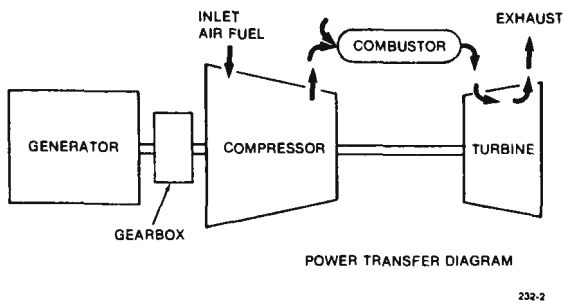 INLET
AIR FUEL
EXHAUST
COMBUSTOR
GENERATOR
COMPRESSOR
TURBINE
GEARBOX
POWER TRANSFER DIAGRAM
232-2